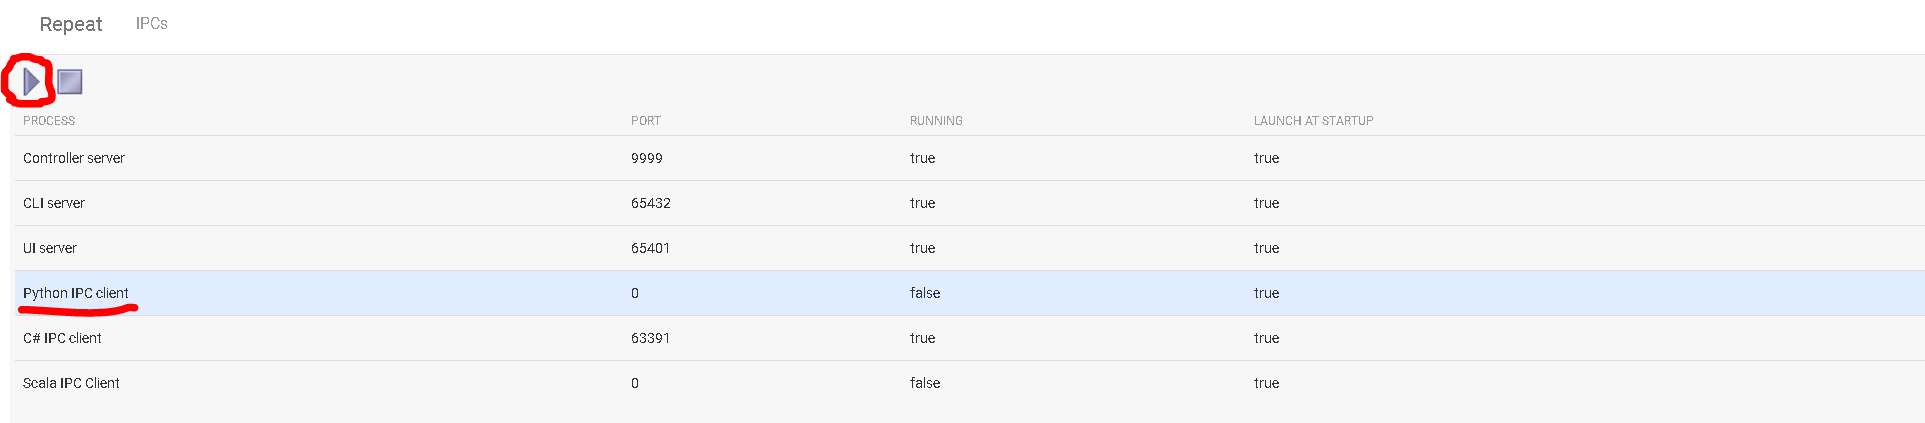 Repeat IPCs
PROCESS PORT RUNNING LAUNCH AT STARTUP
Controller server 9999 true true
CLI server 65432 true true
UI server 65401 true true
Python IPC client 0 false true
C# IPC client 63391 true true
Scala IPC Client 0 false true